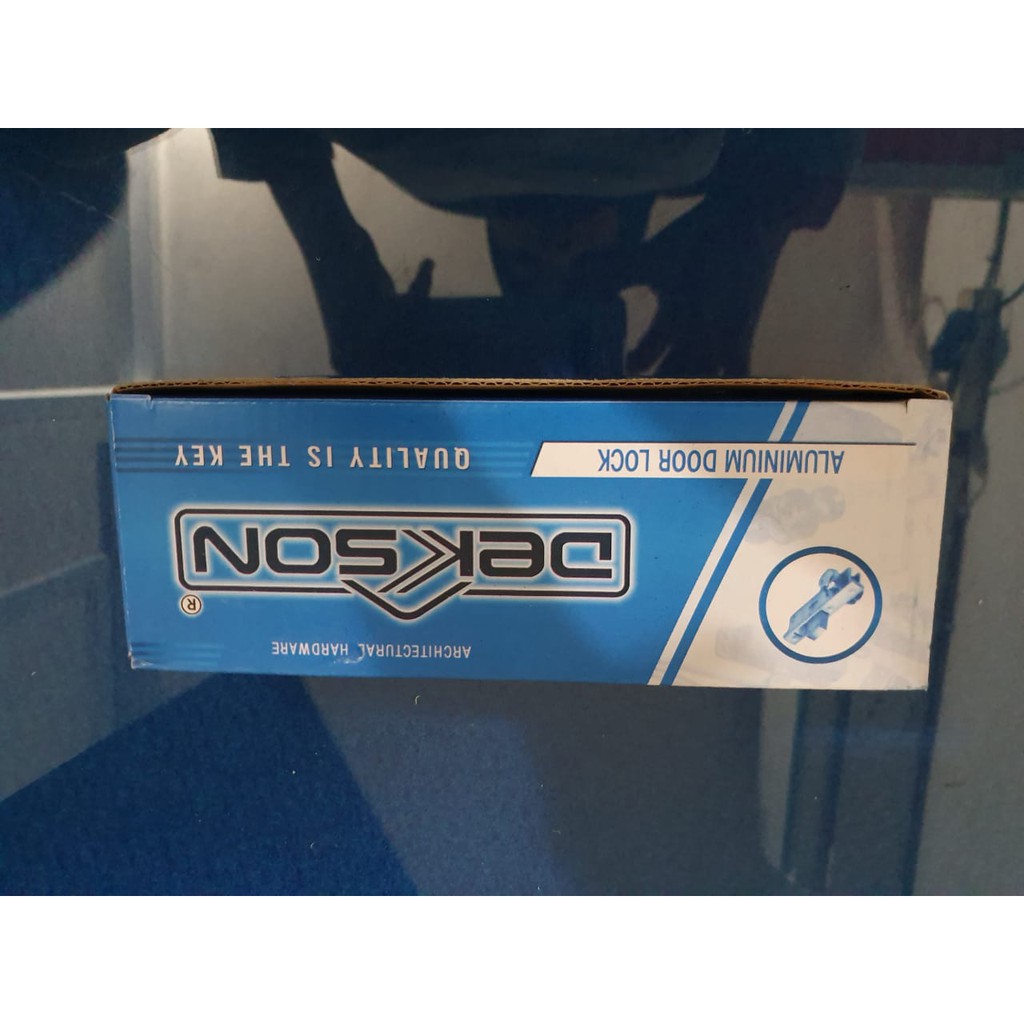 ARCHITECTURAL HARDWARE
DEKSON®
ALUMINIUM DOOR LOCK
QUALITY IS THE KEY